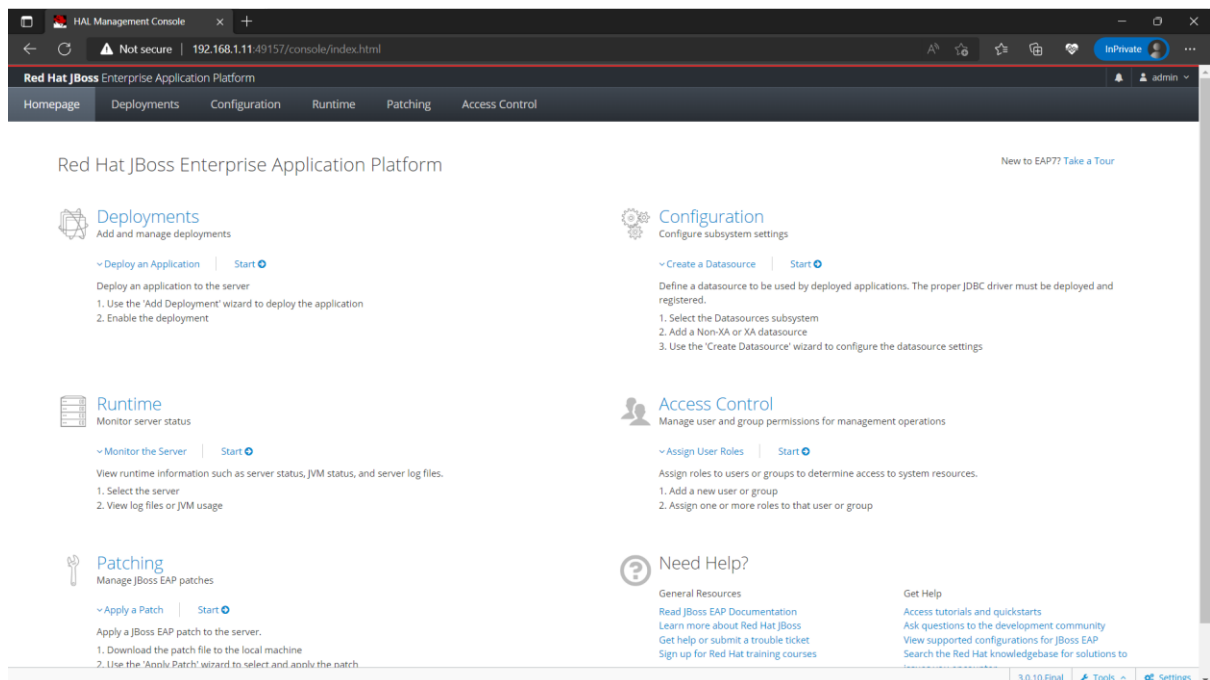 HAL Management Console
Not secure | 192.168.1.11:49157/console/index.html
InPrivate
Red Hat JBoss Enterprise Application Platform
admin
Homepage Deployments Configuration Runtime Patching Access Control
Red Hat JBoss Enterprise Application Platform
New to EAP7? Take a Tour
Deployments
Add and manage deployments
Deploy an Application Start
Deploy an application to the server
1. Use the 'Add Deployment' wizard to deploy the application
2. Enable the deployment
Configuration
Configure subsystem settings
Create a Datasource Start
Define a datasource to be used by deployed applications. The proper JDBC driver must be deployed and
registered.
1. Select the Datasources subsystem
2. Add a Non-XA or XA datasource
3. Use the 'Create Datasource' wizard to configure the datasource settings
Runtime
Monitor server status
Monitor the Server Start
View runtime information such as server status, JVM status, and server log files.
1. Select the server
2. View log files or JVM usage
Access Control
Manage user and group permissions for management operations
Assign User Roles Start
Assign roles to users or groups to determine access to system resources.
1. Add a new user or group
2. Assign one or more roles to that user or group
Patching
Manage JBoss EAP patches
Apply a Patch Start
Apply a JBoss EAP patch to the server.
1. Download the patch file to the local machine
2. Use the 'Apply Patch' wizard to select and apply the patch
Need Help?
General Resources
Read JBoss EAP Documentation
Learn more about Red Hat JBoss
Get help or submit a trouble ticket
Sign up for Red Hat training courses
Get Help
Access tutorials and quickstarts
Ask questions to the development community
View supported configurations for JBoss EAP
Search the Red Hat knowledgebase for solutions to
3.0.10.Final Tools Settings